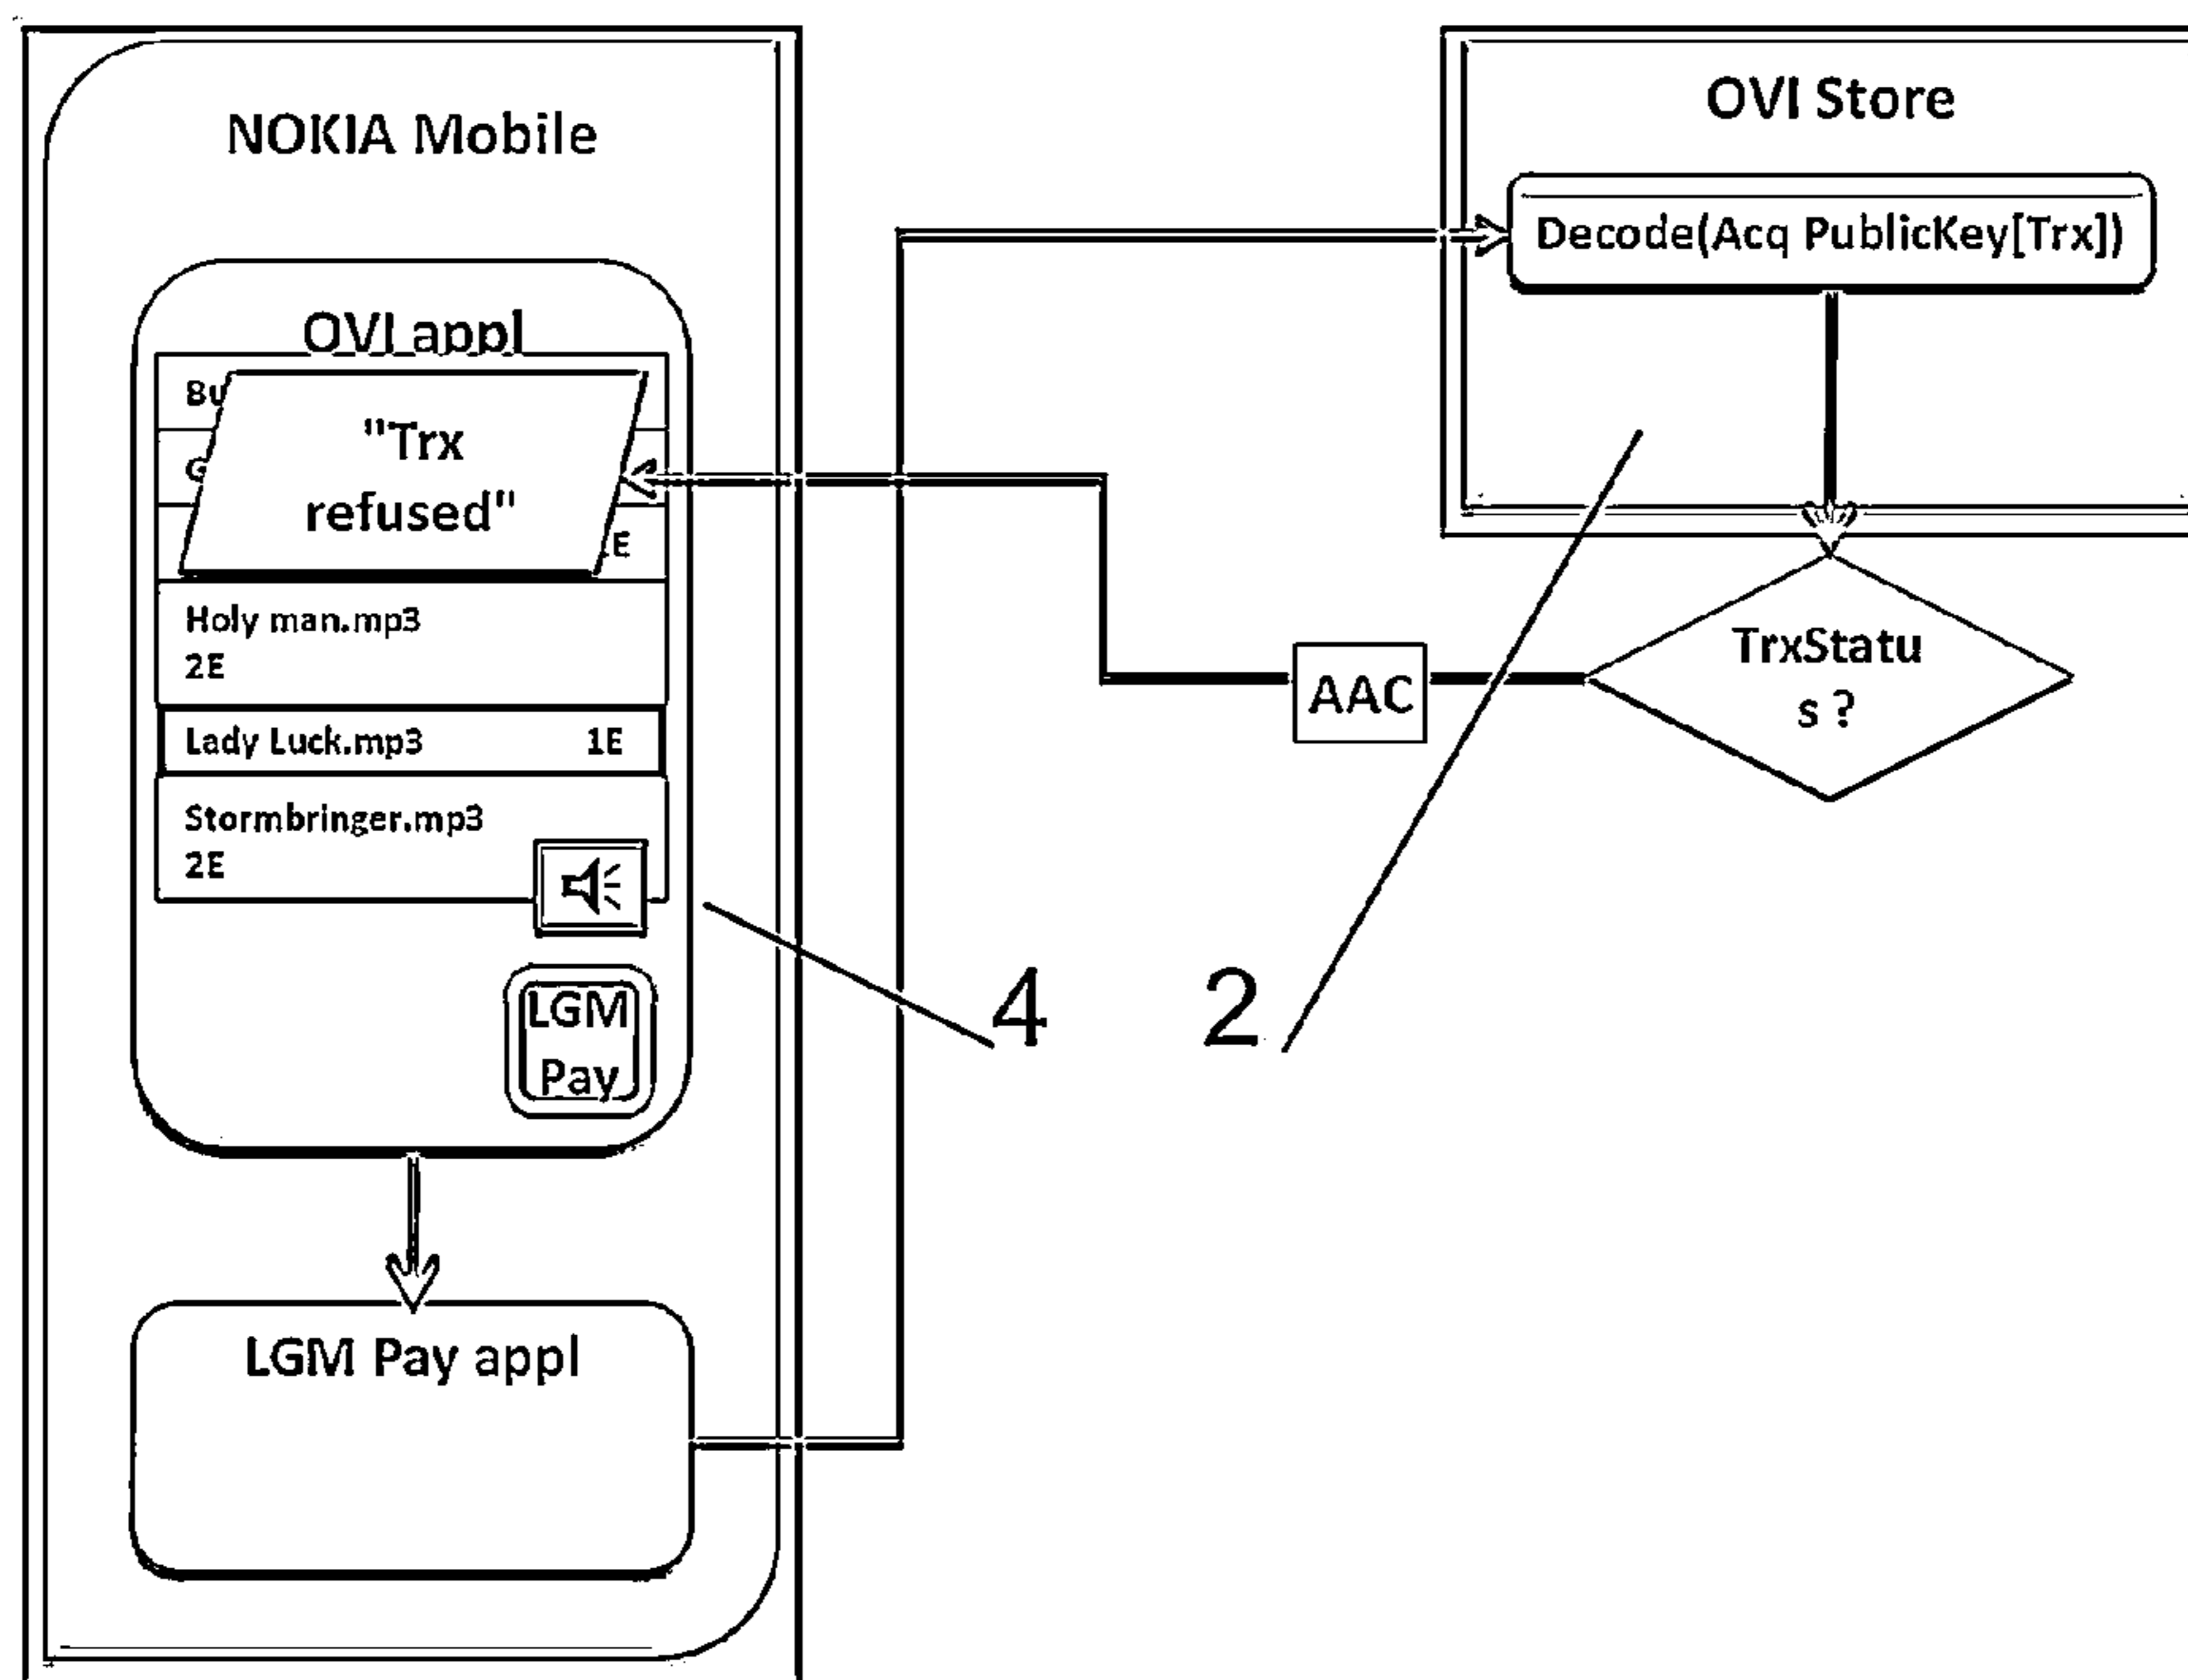 NOKIA Mobile
OVI appl
Bu
G
"Trx
refused"
E
Holy man.mp3
2E
Lady Luck.mp3 1E
Stormbringer.mp3
2E
LGM
Pay
LGM Pay appl
OVI Store
Decode(Acq PublicKey[Trx])
TrxStatu
s ?
AAC
4 2